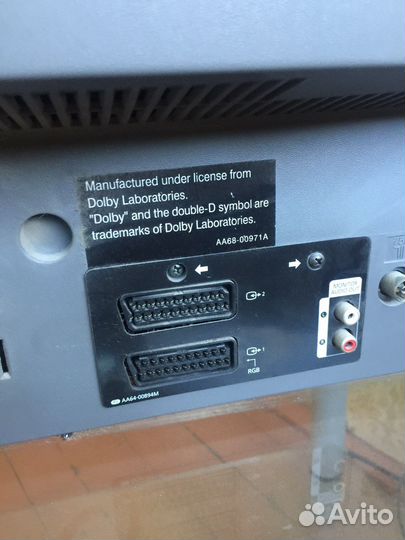 Manufactured under license from
Dolby Laboratories.
"Dolby" and the double-D symbol are
trademarks of Dolby Laboratories.
AA68-00971A
2
MONITOR
AUDIO OUT
L
R
1
RGB
AA64-00894M
Avito